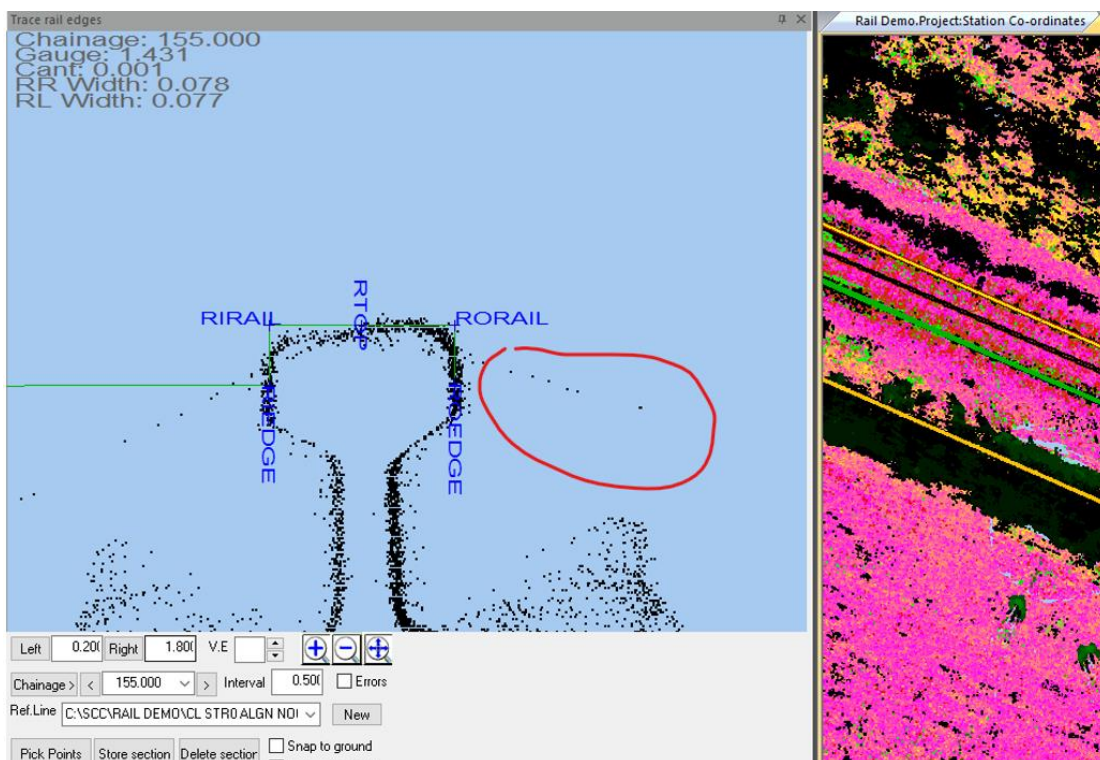 Trace rail edges
Rail Demo.Project:Station Co-ordinates
Chainage: 155.000
Gauge: 1.431
Cant: 0.001
RR Width: 0.078
RL Width: 0.077
RIRAIL
RTOP
RORAIL
Left 0.20( Right 1.80( V.E
Chainage > < 155.000 > Interval 0.50( Errors
Ref.Line C:\SCC\RAIL DEMO\CL STR0 ALGN NO New
Pick Points Store section Delete section Snap to ground